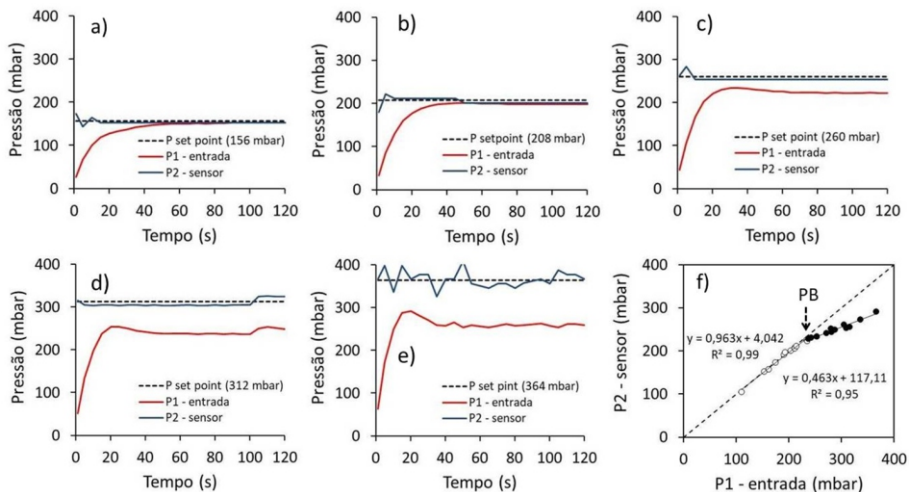 a)
Pressão (mbar)
400
300
200
100
0
P set point (156 mbar)
P1 - entrada
P2 - sensor
0 20 40 60 80 100 120
Tempo (s)
b)
Pressão (mbar)
400
300
200
100
0
P setpoint (208 mbar)
P1 - entrada
P2 - sensor
0 20 40 60 80 100 120
Tempo (s)
c)
Pressão (mbar)
400
300
200
100
0
P set point (260 mbar)
P1 - entrada
P2 - sensor
0 20 40 60 80 100 120
Tempo (s)
d)
Pressão (mbar)
400
300
200
100
0
P set point (312 mbar)
P1 - entrada
P2 - sensor
0 20 40 60 80 100 120
Tempo (s)
e)
Pressão (mbar)
400
300
200
100
0
P set pint (364 mbar)
P1 - entrada
P2 - sensor
0 20 40 60 80 100 120
Tempo (s)
f)
P2 - sensor (mbar)
400
300
200
100
0
PB
y = 0,963x + 4,042
R² = 0,99
y = 0,463x + 117,11
R² = 0,95
0 100 200 300 400
P1 - entrada (mbar)